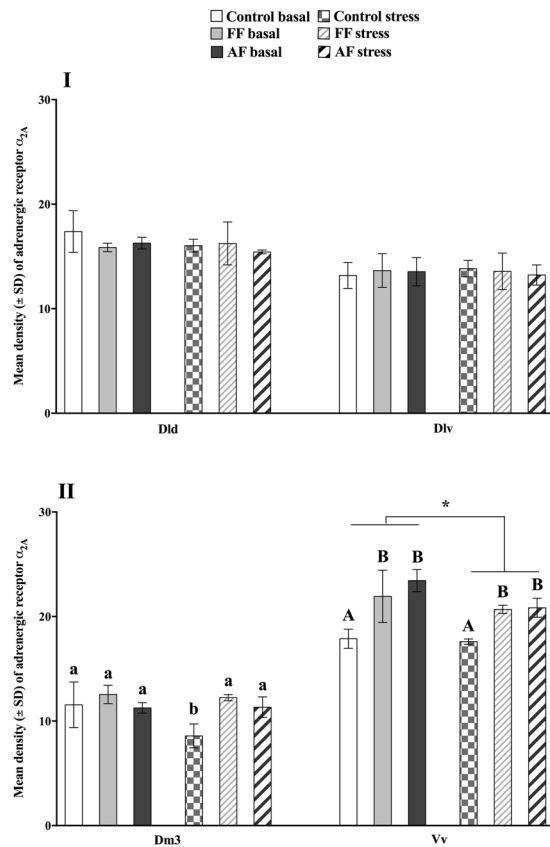 Control basal Control stress
FF basal FF stress
AF basal AF stress
I
Mean density (± SD) of adrenergic receptor α2A
30
20
10
0
Dld Dlv
II
Mean density (± SD) of adrenergic receptor α2A
30
20
10
0
*
A B B A B B
a a a b a a
Dm3 Vv